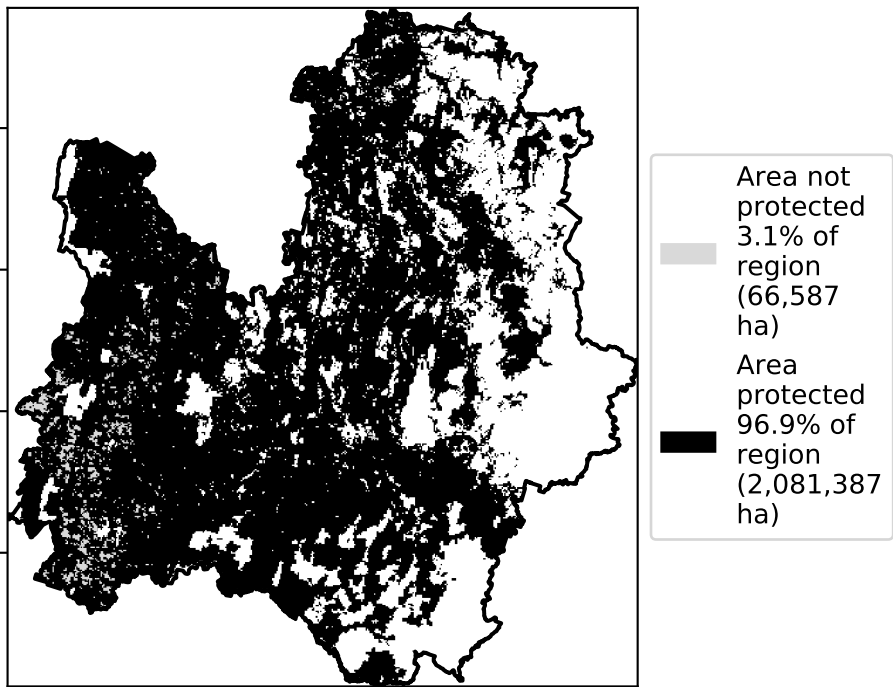 Area not
protected
3.1% of
region
(66,587
ha)
Area
protected
96.9% of
region
(2,081,387
ha)